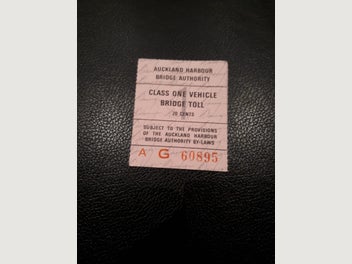 AUCKLAND HARBOUR
BRIDGE AUTHORITY
CLASS ONE VEHICLE
BRIDGE TOLL
20 CENTS
SUBJECT TO THE PROVISIONS
OF THE AUCKLAND HARBOUR
BRIDGE AUTHORITY BY-LAWS
A G 60895